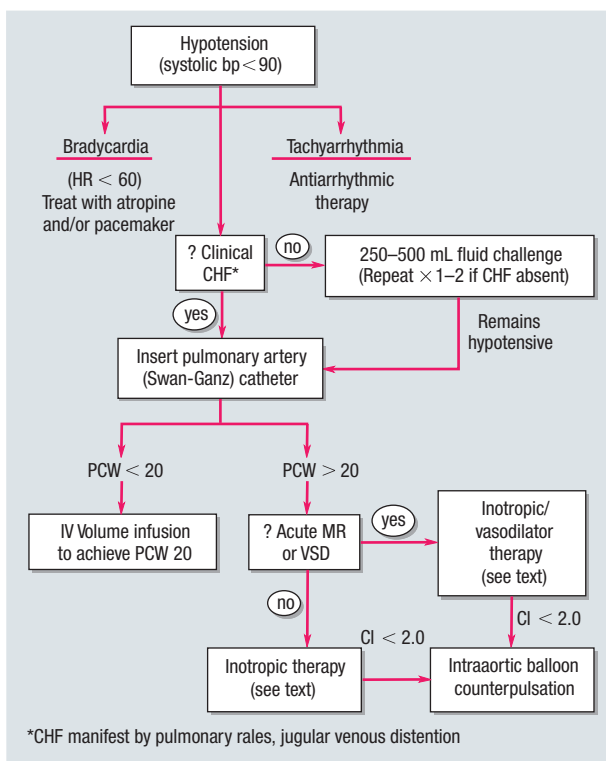 Hypotension
(systolic bp < 90)
Bradycardia
(HR < 60)
Treat with atropine
and/or pacemaker
Tachyarrhythmia
Antiarrhythmic
therapy
? Clinical
CHF*
no
250–500 mL fluid challenge
(Repeat × 1–2 if CHF absent)
yes
Remains
hypotensive
Insert pulmonary artery
(Swan-Ganz) catheter
PCW < 20
PCW > 20
IV Volume infusion
to achieve PCW 20
? Acute MR
or VSD
yes
Inotropic/
vasodilator
therapy
(see text)
no
CI < 2.0
CI < 2.0
Inotropic therapy
(see text)
Intraaortic balloon
counterpulsation
*CHF manifest by pulmonary rales, jugular venous distention